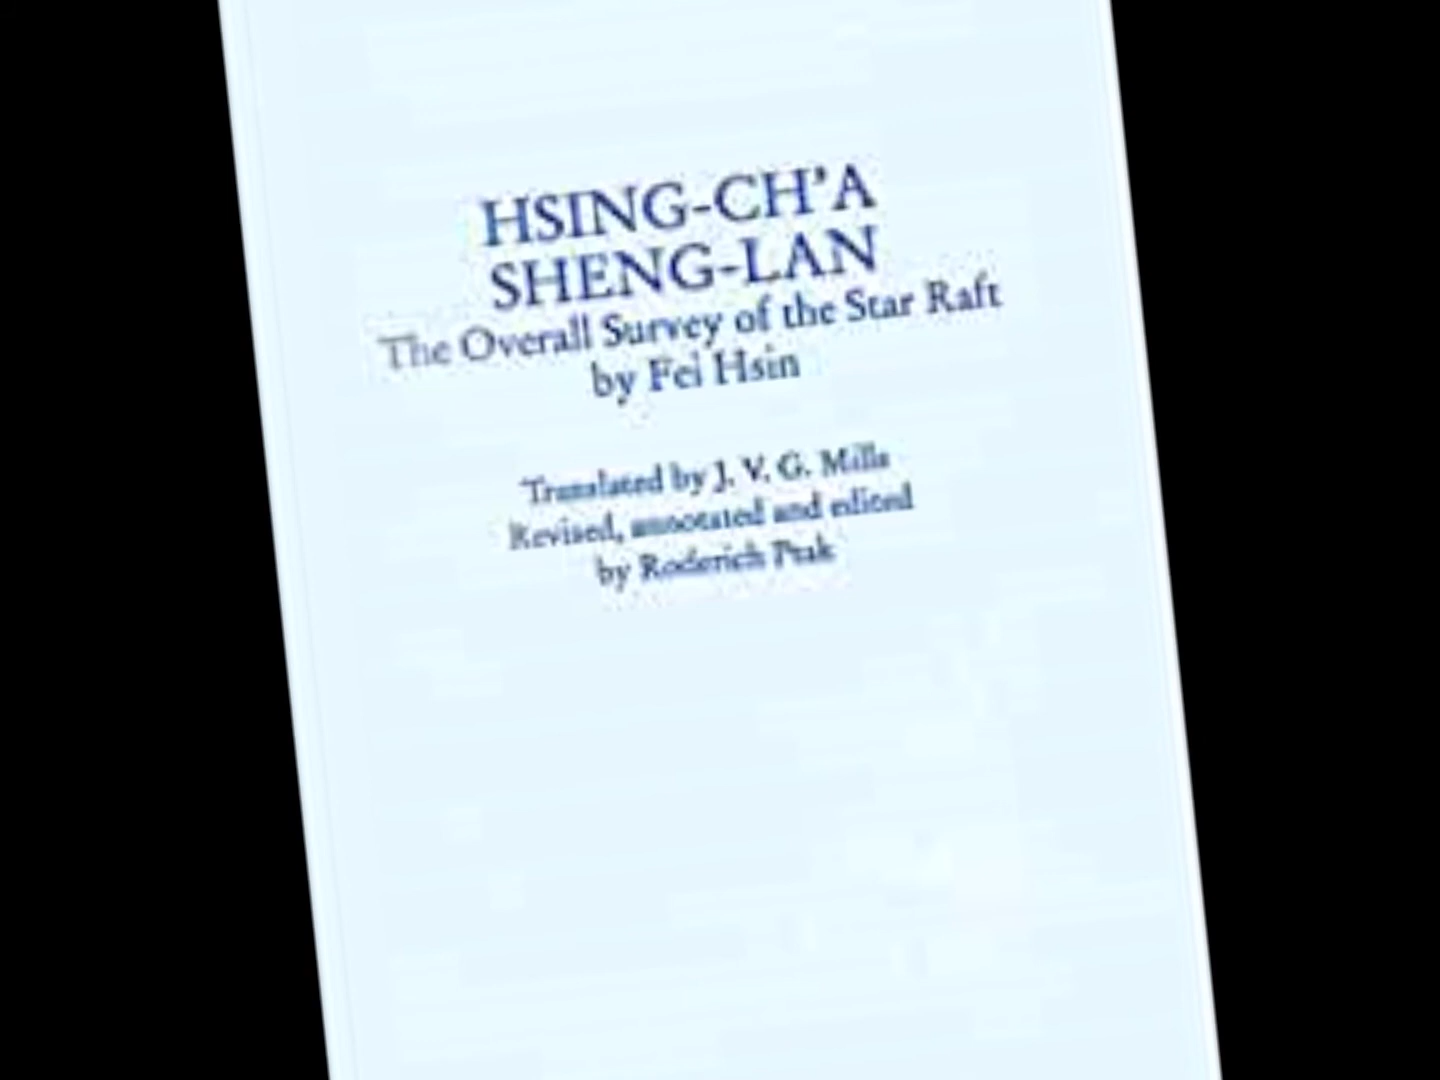 HSING-CH'A
SHENG-LAN
The Overall Survey of the Star Raft
by Fei Hsin
Translated by J. V. G. Mills
Revised, annotated and edited
by Roderich Ptak